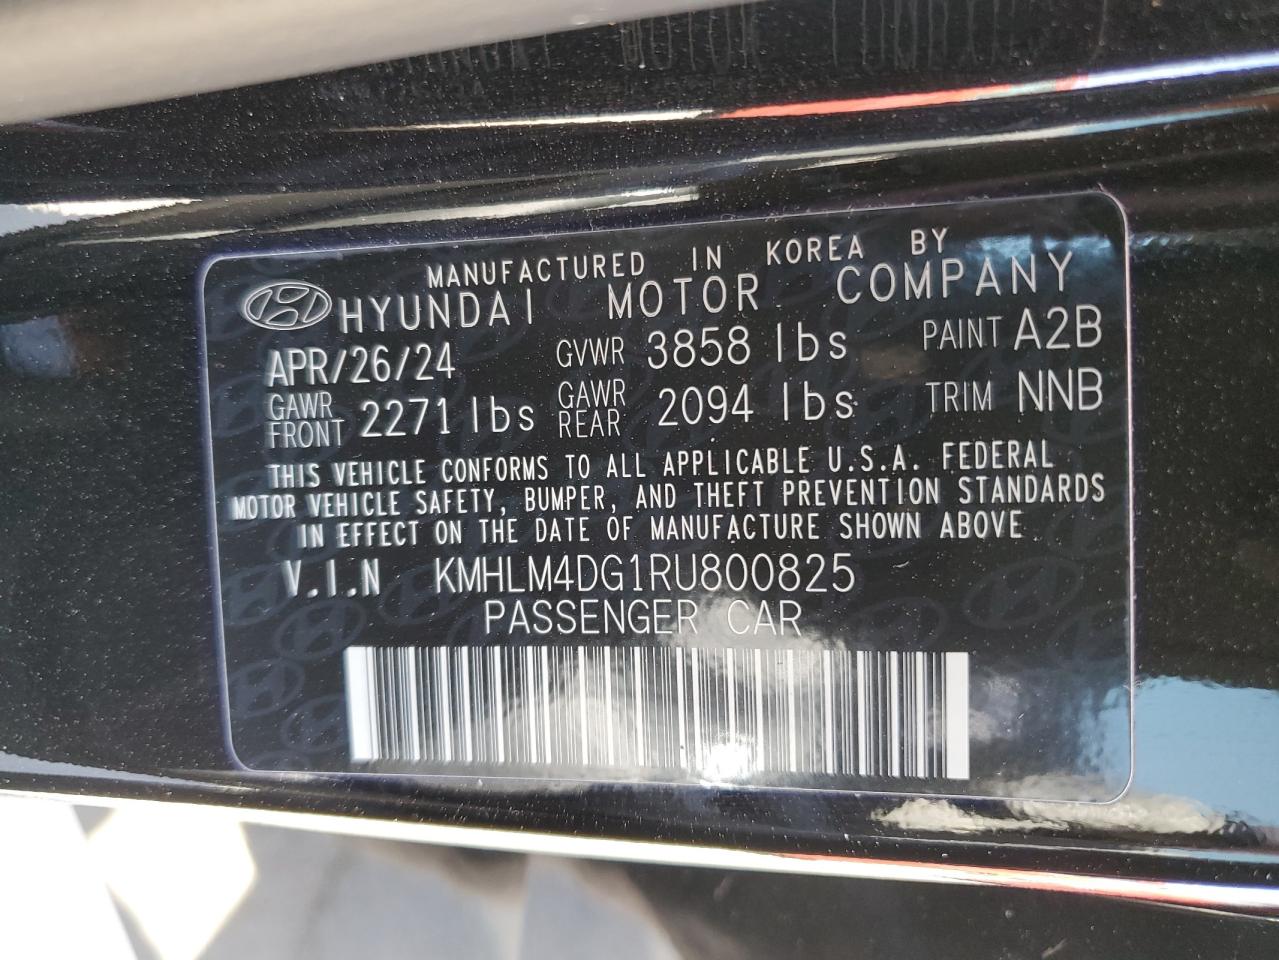 MANUFACTURED IN KOREA BY
HYUNDAI MOTOR COMPANY
APR/26/24 GVWR 3858 lbs PAINT A2B
GAWR FRONT 2271 lbs GAWR REAR 2094 lbs TRIM NNB
THIS VEHICLE CONFORMS TO ALL APPLICABLE U.S.A. FEDERAL
MOTOR VEHICLE SAFETY, BUMPER, AND THEFT PREVENTION STANDARDS
IN EFFECT ON THE DATE OF MANUFACTURE SHOWN ABOVE
V.I.N KMHLM4DG1RU800825
PASSENGER CAR